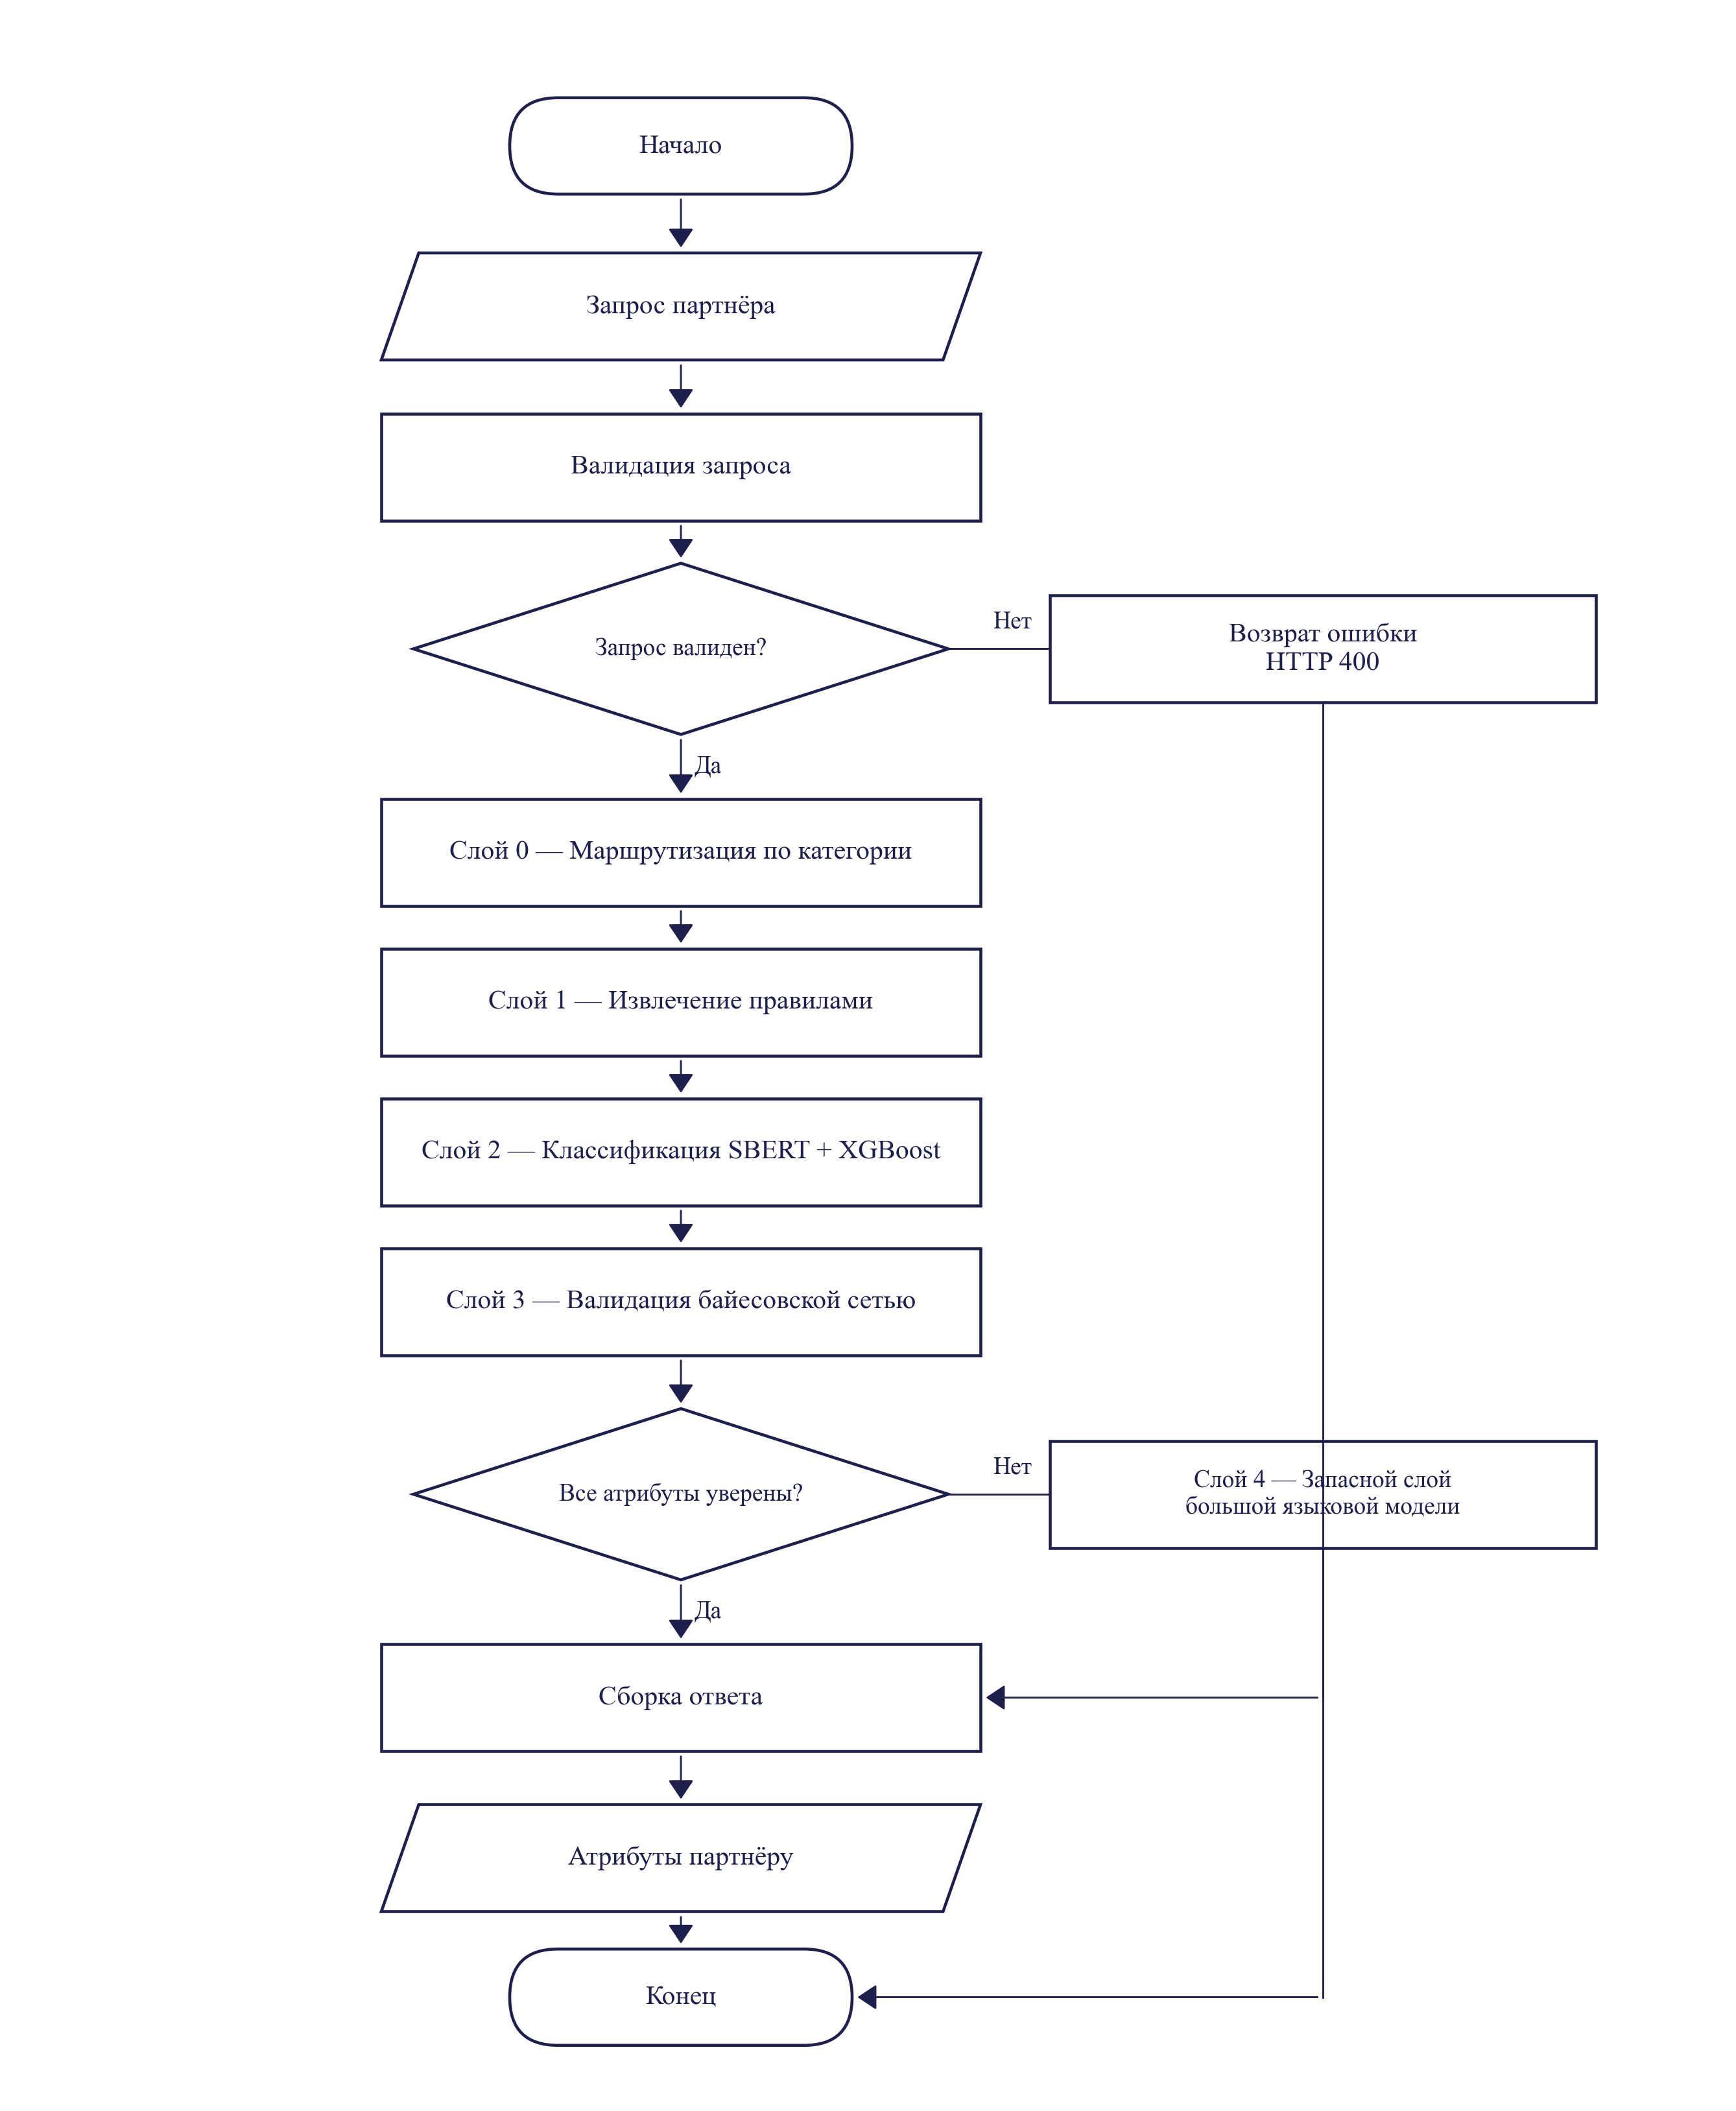 Начало
Запрос партнёра
Валидация запроса
Запрос валиден?
Нет
Возврат ошибки
HTTP 400
Да
Слой 0 — Маршрутизация по категории
Слой 1 — Извлечение правилами
Слой 2 — Классификация SBERT + XGBoost
Слой 3 — Валидация байесовской сетью
Все атрибуты уверены?
Нет
Слой 4 — Запасной слой
большой языковой модели
Да
Сборка ответа
Атрибуты партнёру
Конец